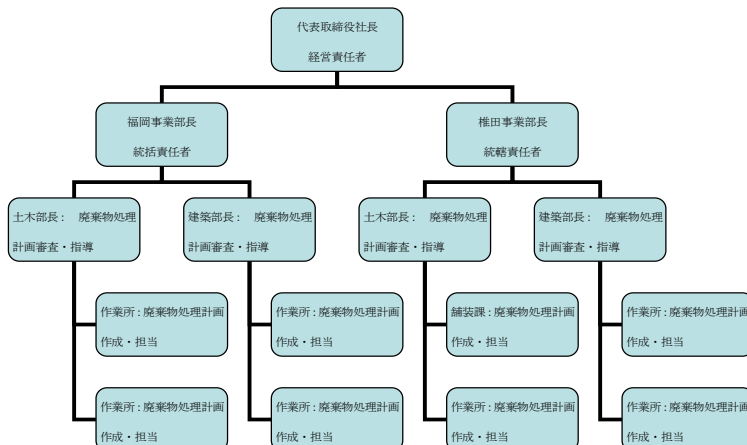 代表取締役社長
経営責任者
福岡事業部長
統括責任者
椎田事業部長
統轄責任者
土木部長： 廃棄物処理
計画審査・指導
建築部長： 廃棄物処理
計画審査・指導
土木部長： 廃棄物処理
計画審査・指導
建築部長： 廃棄物処理
計画審査・指導
作業所：廃棄物処理計画
作成・担当
作業所：廃棄物処理計画
作成・担当
舗装課：廃棄物処理計画
作成・担当
作業所：廃棄物処理計画
作成・担当
作業所：廃棄物処理計画
作成・担当
作業所：廃棄物処理計画
作成・担当
作業所：廃棄物処理計画
作成・担当
作業所：廃棄物処理計画
作成・担当